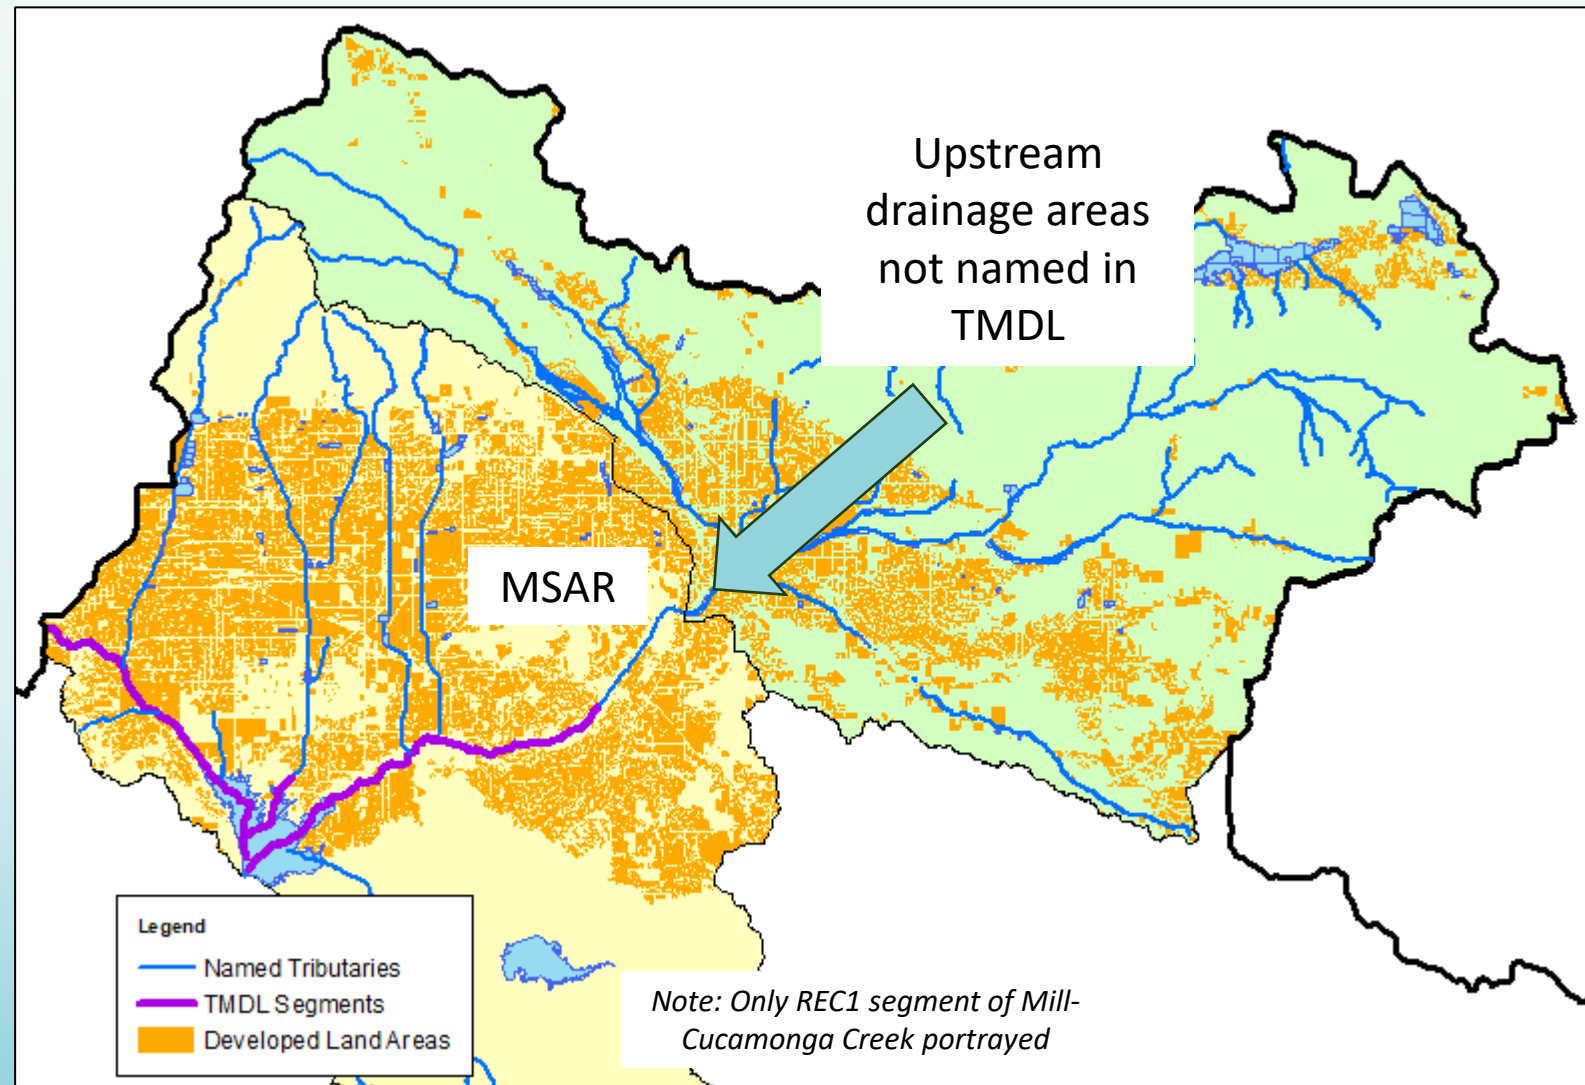 Upstream
drainage areas
not named in
TMDL
MSAR
Legend
Named Tributaries
TMDL Segments
Developed Land Areas
Note: Only REC1 segment of Mill-
Cucamonga Creek portrayed